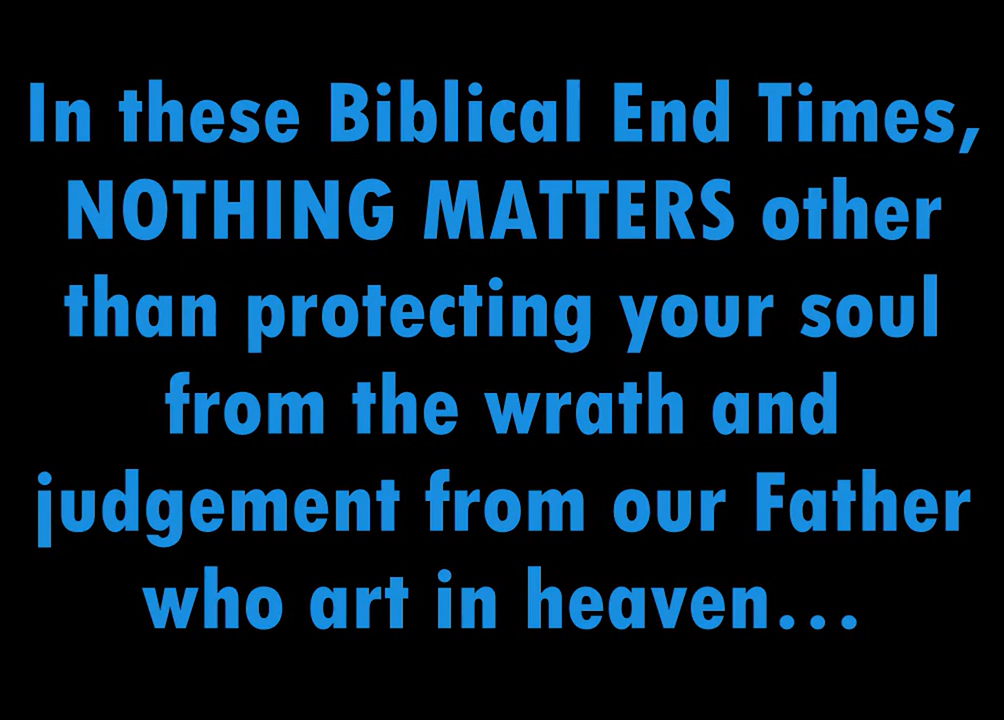 In these Biblical End Times,
NOTHING MATTERS other
than protecting your soul
from the wrath and
judgement from our Father
who art in heaven...